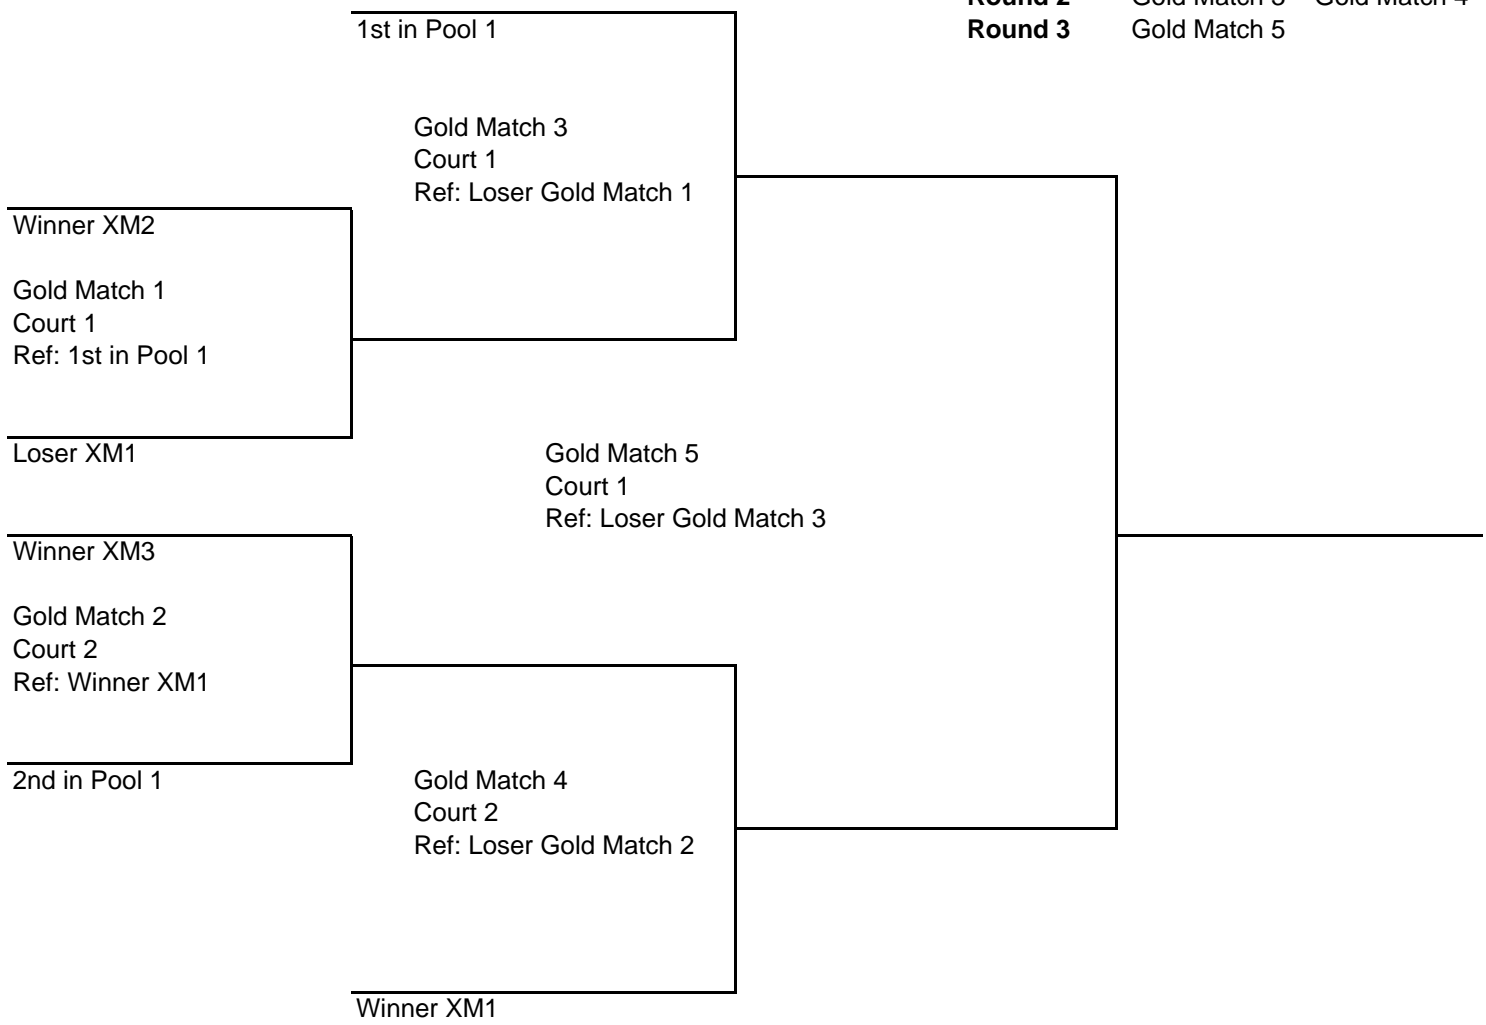 Round 2 Gold Match 3 Gold Match 4
1st in Pool 1
Round 3 Gold Match 5
Gold Match 3
Court 1
Ref: Loser Gold Match 1
Winner XM2
Gold Match 1
Court 1
Ref: 1st in Pool 1
Loser XM1
Gold Match 5
Court 1
Ref: Loser Gold Match 3
Winner XM3
Gold Match 2
Court 2
Ref: Winner XM1
2nd in Pool 1
Gold Match 4
Court 2
Ref: Loser Gold Match 2
Winner XM1